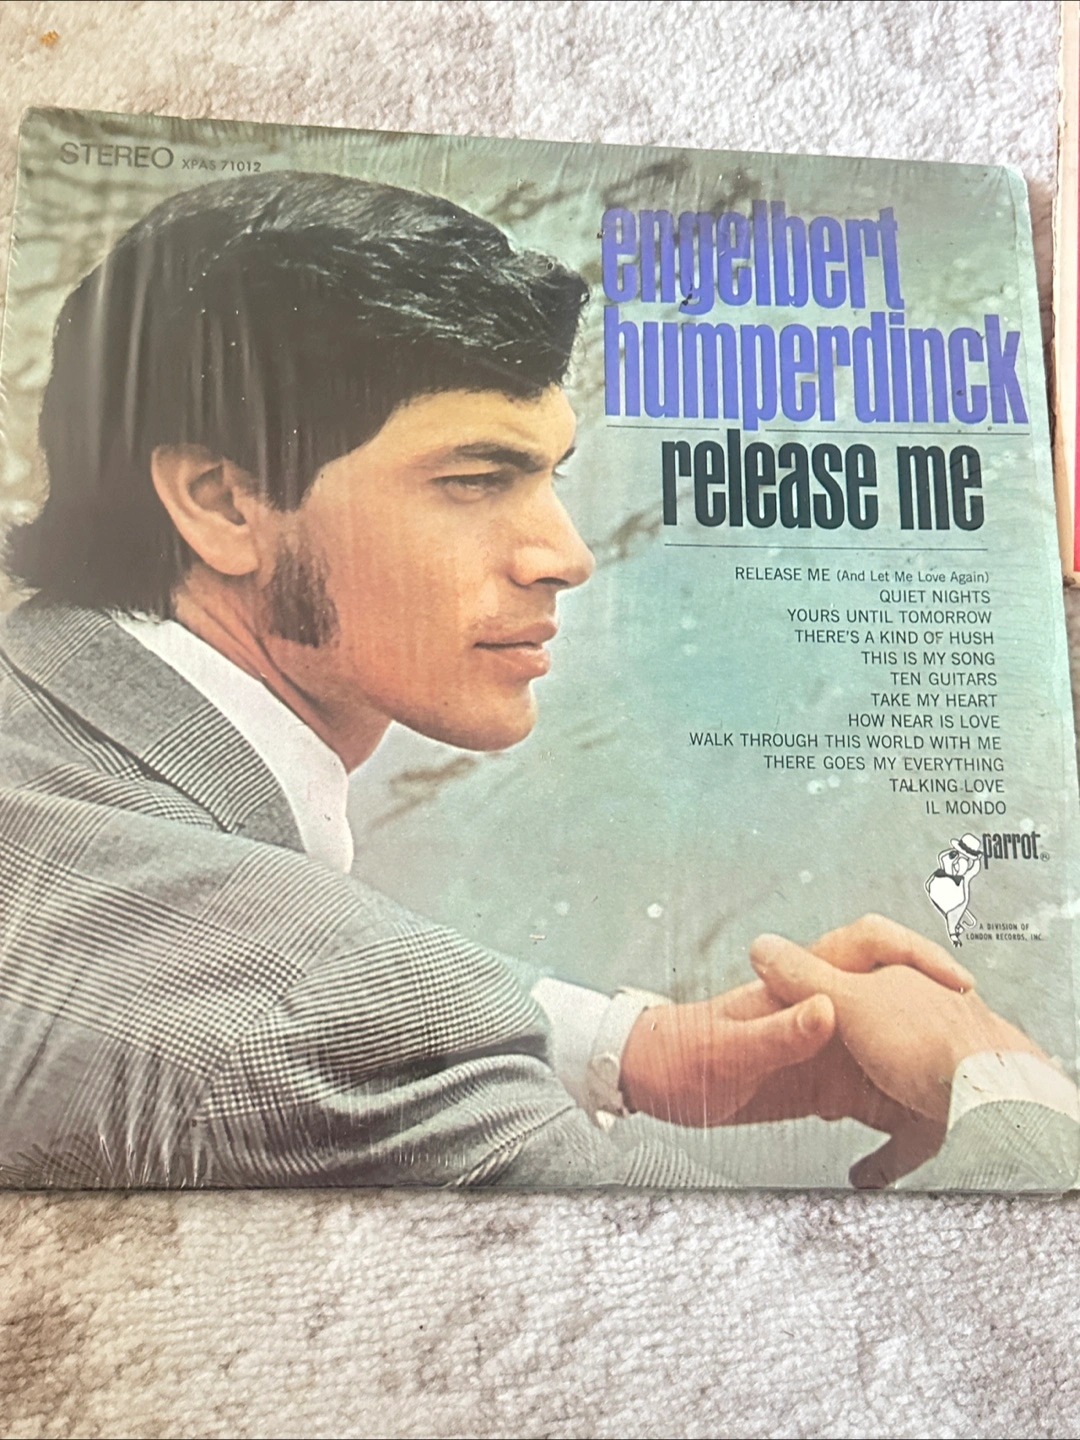 STEREO XPAS 71012
engelbert
humperdinck
release me
RELEASE ME (And Let Me Love Again)
QUIET NIGHTS
YOURS UNTIL TOMORROW
THERE'S A KIND OF HUSH
THIS IS MY SONG
TEN GUITARS
TAKE MY HEART
HOW NEAR IS LOVE
WALK THROUGH THIS WORLD WITH ME
THERE GOES MY EVERYTHING
TALKING LOVE
IL MONDO
parrot®
A DIVISION OF
LONDON RECORDS, INC.